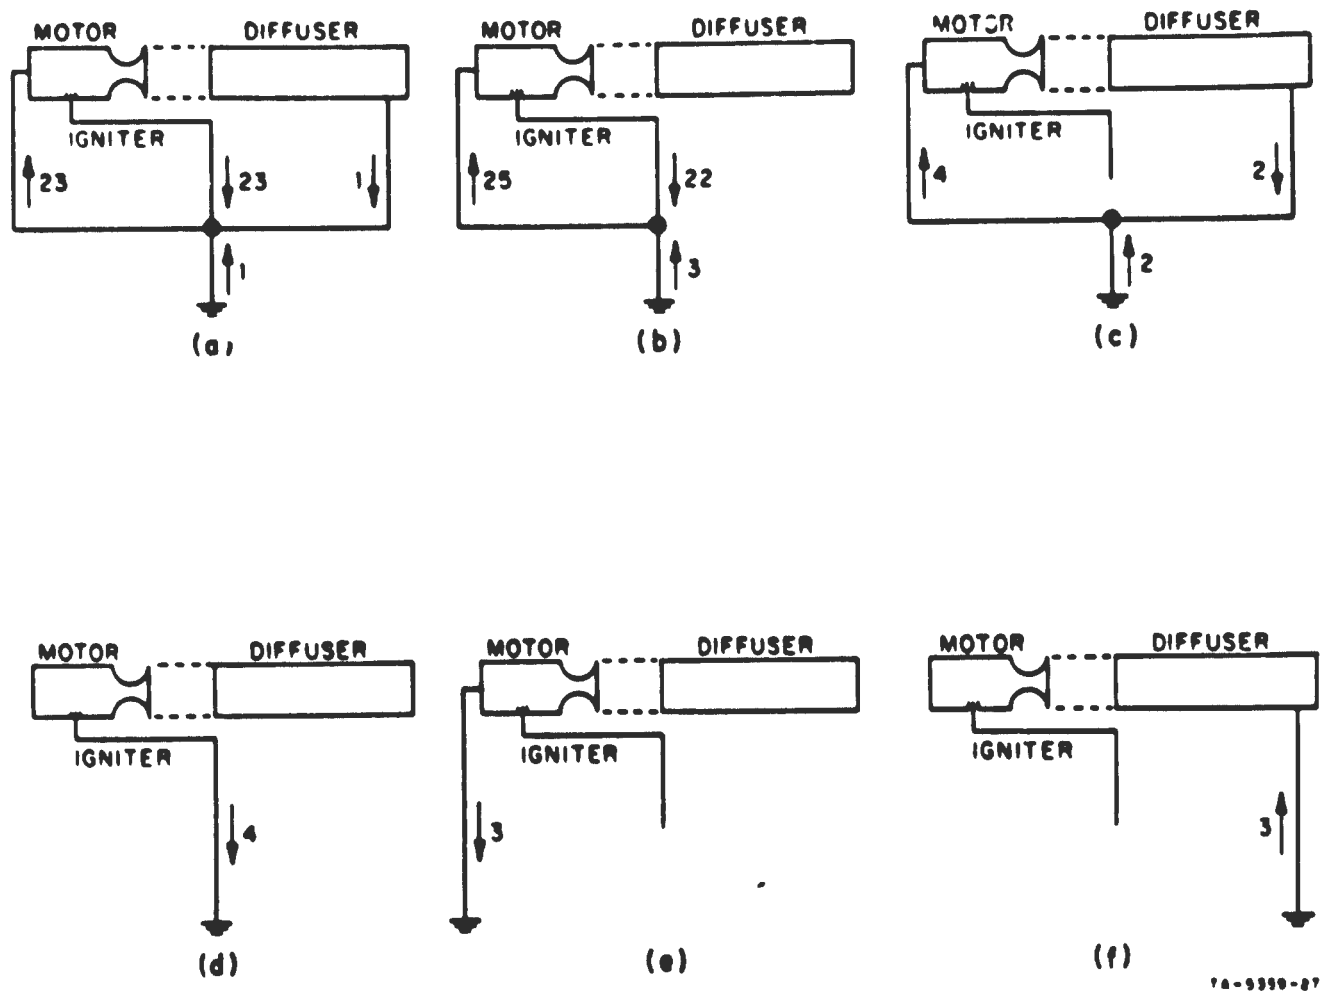 MOTOR DIFFUSER MOTOR DIFFUSER MOTOR DIFFUSER
IGNITER IGNITER IGNITER
23 23 1 25 22 4 2
1 3 2
(a) (b) (c)
MOTOR DIFFUSER MOTOR DIFFUSER MOTOR DIFFUSER
IGNITER IGNITER IGNITER
4 3 3
(d) (e) (f)